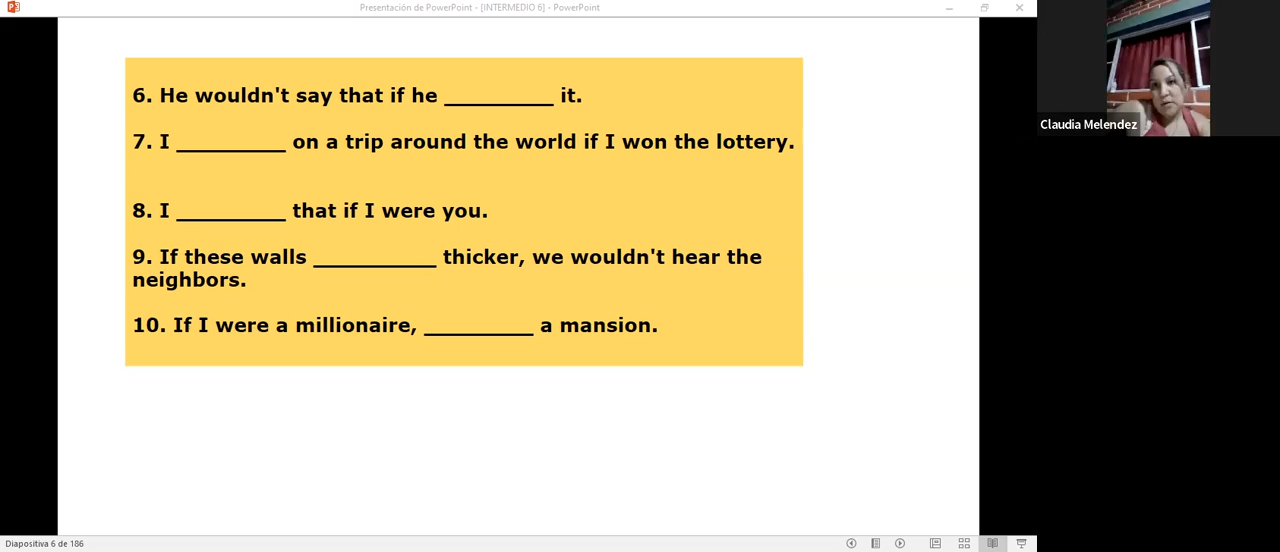 Presentación de PowerPoint - [INTERMEDIO 6] - PowerPoint
6. He wouldn't say that if he _________ it.
7. I _________ on a trip around the world if I won the lottery.
8. I _________ that if I were you.
9. If these walls __________ thicker, we wouldn't hear the
neighbors.
10. If I were a millionaire, _________ a mansion.
Claudia Melendez
Diapositiva 6 de 186